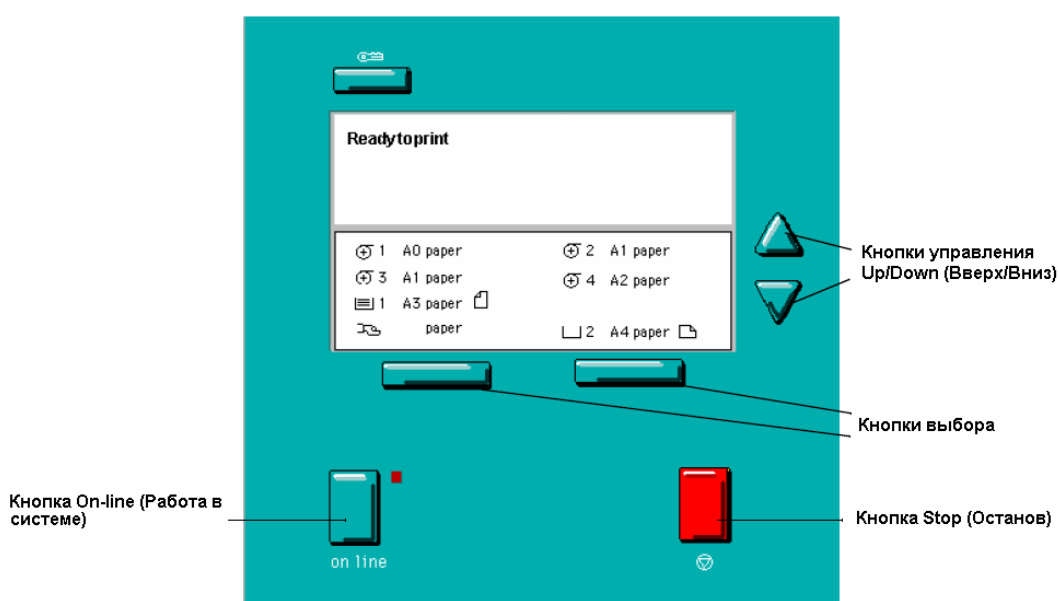 Readytoprint
1 A0 paper 2 A1 paper
3 A1 paper 4 A2 paper
1 A3 paper
paper 2 A4 paper
Кнопки управления
Up/Down (Вверх/Вниз)
Кнопки выбора
Кнопка On-line (Работа в
системе)
Кнопка Stop (Останов)
on line